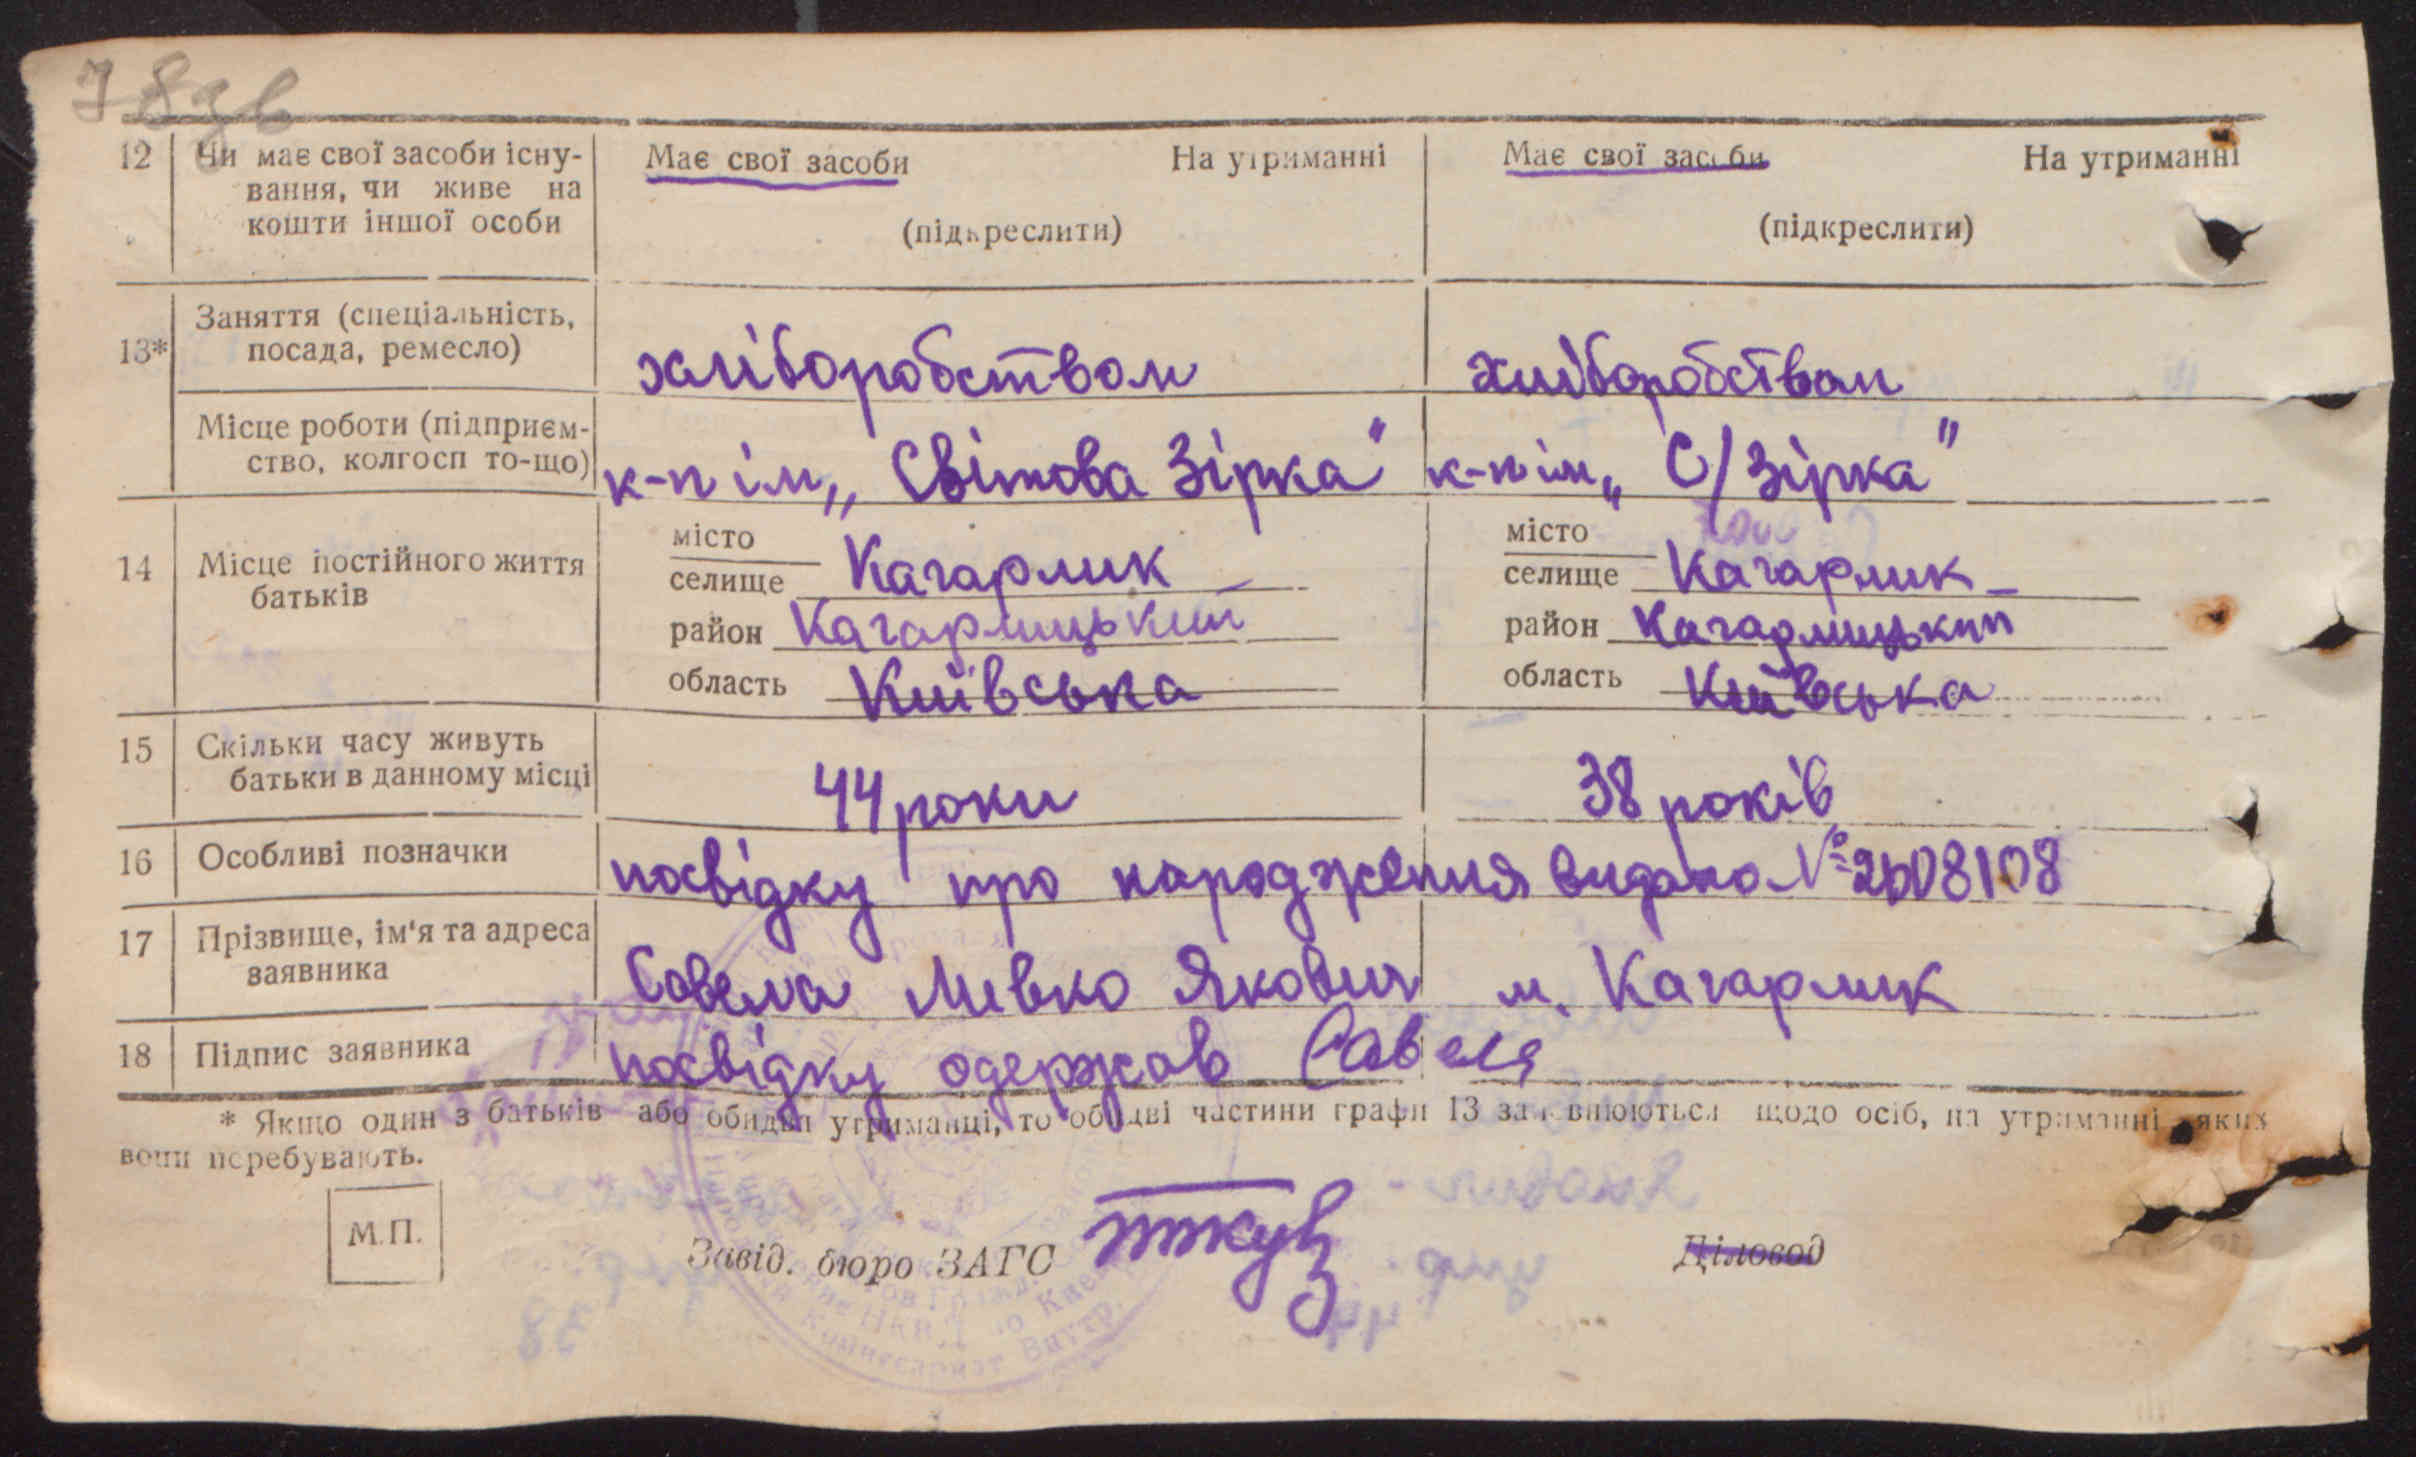 78зв
12 Чи має свої засоби існу- Має свої засоби На утриманні Має свої засоби На утриманні
вання, чи живе на
кошти іншої особи (підкреслити) (підкреслити)
13* Заняття (спеціальність,
посада, ремесло) хліборобством хліборобством
Місце роботи (підприєм-
ство, колгосп то-що) к-п ім „Світова Зірка" к-п ім „С/Зірка"
14 Місце постійного життя
батьків
місто селище Кагарлик місто селище Кагарлик
район Кагарлицький район Кагарлицький
область Київська область Київська
15 Скільки часу живуть
батьки в данному місці 44 роки 38 років
16 Особливі позначки посвідку про народження видано №2608108
17 Прізвище, ім'я та адреса
заявника Савела Левко Якович м. Кагарлик
18 Підпис заявника посвідку одержав Савеля
* Якщо один з батьків або обидва утриманці, то обидві частини графи 13 заповнюються щодо осіб, на утриманні яких
вони перебувають.
М.П. Завід. бюро ЗАГС Діловод